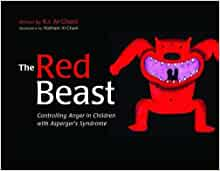 Written by K.I. Al-Ghani
Illustrated by Haitham Al-Ghani
The Red
Beast
Controlling Anger in Children
with Asperger's Syndrome